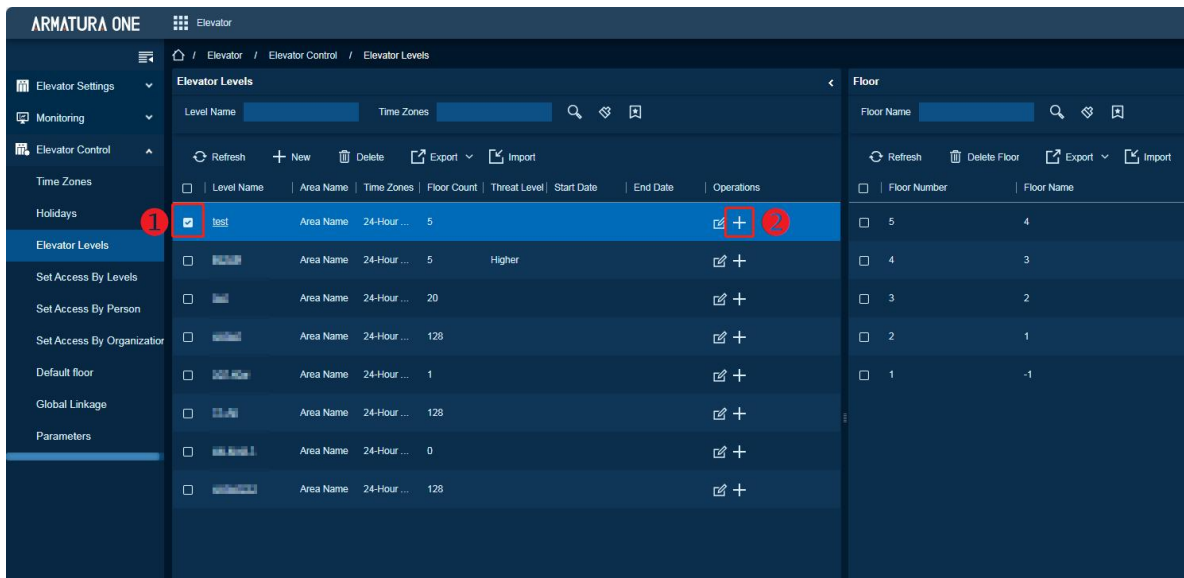 ARMATURA ONE
Elevator
/ Elevator / Elevator Control / Elevator Levels
Elevator Settings
Monitoring
Elevator Control
Time Zones
Holidays
Elevator Levels
Set Access By Levels
Set Access By Person
Set Access By Organization
Default floor
Global Linkage
Parameters
Elevator Levels
Level Name Time Zones
Refresh New Delete Export Import
Level Name Area Name Time Zones Floor Count Threat Level Start Date End Date Operations
1 test Area Name 24-Hour ... 5 2
Area Name 24-Hour ... 5 Higher
Area Name 24-Hour ... 20
Area Name 24-Hour ... 128
Area Name 24-Hour ... 1
Area Name 24-Hour ... 128
Area Name 24-Hour ... 0
Area Name 24-Hour ... 128
Floor
Floor Name
Refresh Delete Floor Export Import
Floor Number Floor Name
5 4
4 3
3 2
2 1
1 -1